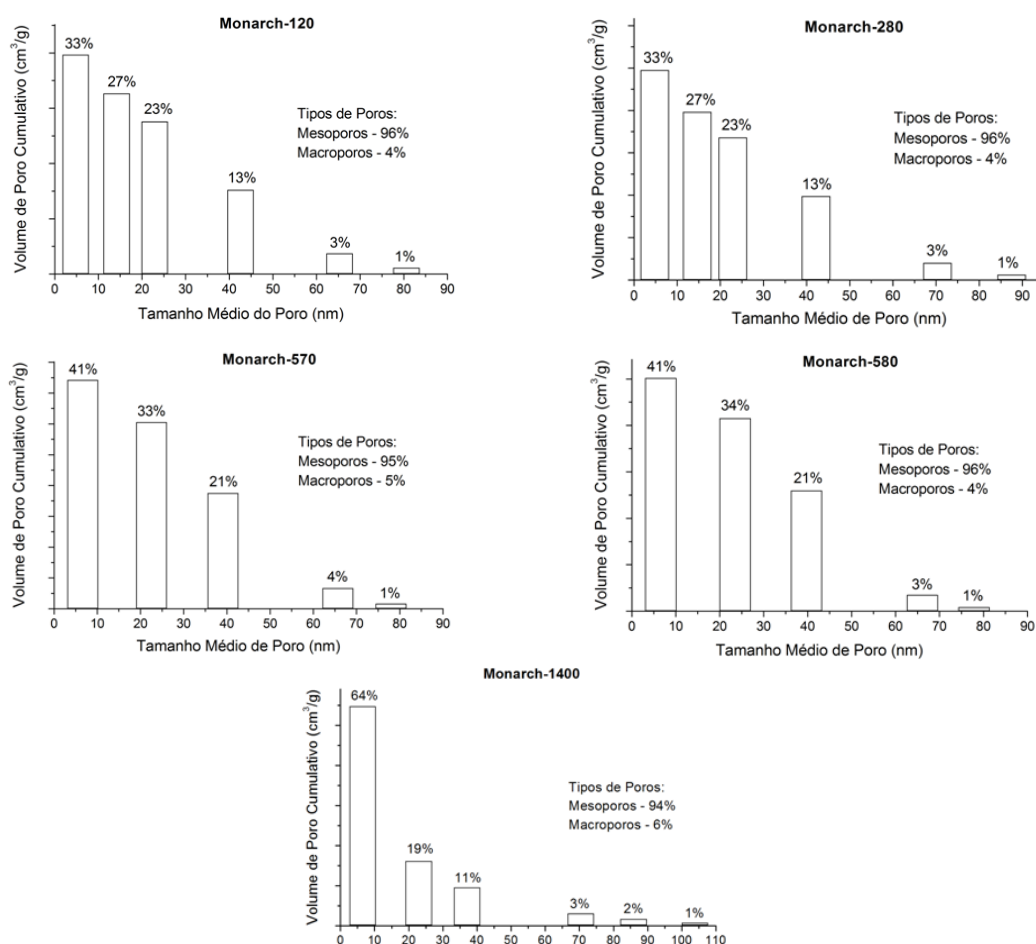 Monarch-120
Volume de Poro Cumulativo (cm³/g)
33%
27%
23%
13%
3%
1%
Tipos de Poros:
Mesoporos - 96%
Macroporos - 4%
0 10 20 30 40 50 60 70 80 90
Tamanho Médio do Poro (nm)
Monarch-280
Volume de Poro Cumulativo (cm³/g)
33%
27%
23%
13%
3%
1%
Tipos de Poros:
Mesoporos - 96%
Macroporos - 4%
0 10 20 30 40 50 60 70 80 90
Tamanho Médio de Poro (nm)
Monarch-570
Volume de Poro Cumulativo (cm³/g)
41%
33%
21%
4%
1%
Tipos de Poros:
Mesoporos - 95%
Macroporos - 5%
0 10 20 30 40 50 60 70 80 90
Tamanho Médio de Poro (nm)
Monarch-580
Volume de Poro Cumulativo (cm³/g)
41%
34%
21%
3%
1%
Tipos de Poros:
Mesoporos - 96%
Macroporos - 4%
0 10 20 30 40 50 60 70 80 90
Tamanho Médio de Poro (nm)
Monarch-1400
Volume de Poro Cumulativo (cm³/g)
64%
19%
11%
3%
2%
1%
Tipos de Poros:
Mesoporos - 94%
Macroporos - 6%
0 10 20 30 40 50 60 70 80 90 100 110